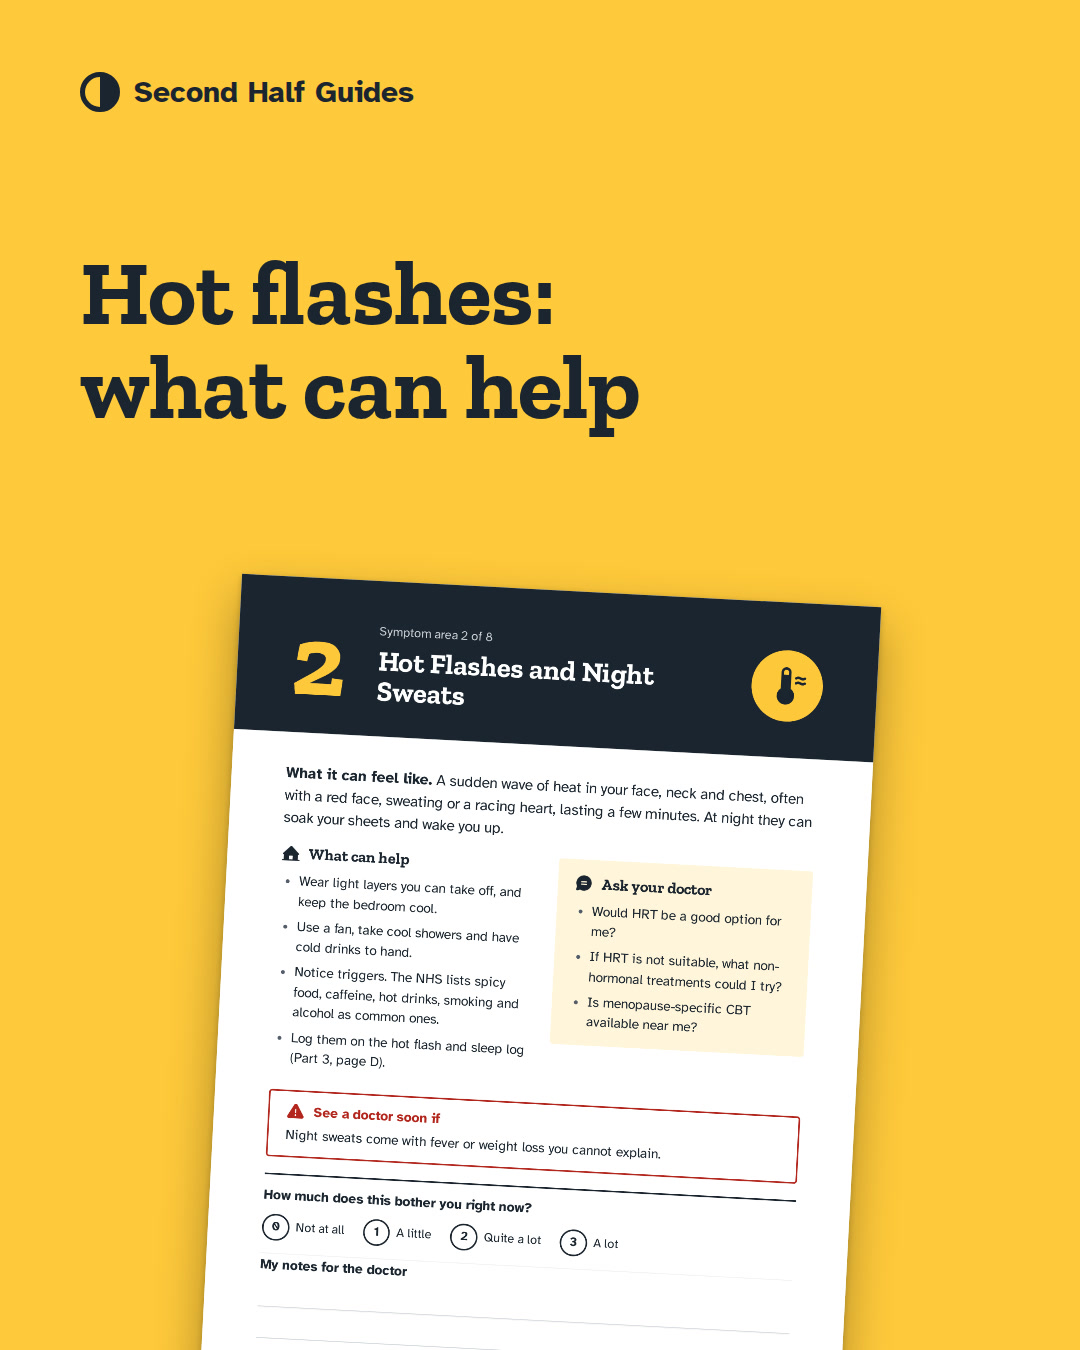 Second Half Guides
Hot flashes:
what can help
2
Symptom area 2 of 8
Hot Flashes and Night
Sweats
What it can feel like. A sudden wave of heat in your face, neck and chest, often
with a red face, sweating or a racing heart, lasting a few minutes. At night they can
soak your sheets and wake you up.
What can help
• Wear light layers you can take off, and
keep the bedroom cool.
• Use a fan, take cool showers and have
cold drinks to hand.
• Notice triggers. The NHS lists spicy
food, caffeine, hot drinks, smoking and
alcohol as common ones.
• Log them on the hot flash and sleep log
(Part 3, page D).
Ask your doctor
• Would HRT be a good option for
me?
• If HRT is not suitable, what non-
hormonal treatments could I try?
• Is menopause-specific CBT
available near me?
See a doctor soon if
Night sweats come with fever or weight loss you cannot explain.
How much does this bother you right now?
0 Not at all 1 A little 2 Quite a lot 3 A lot
My notes for the doctor